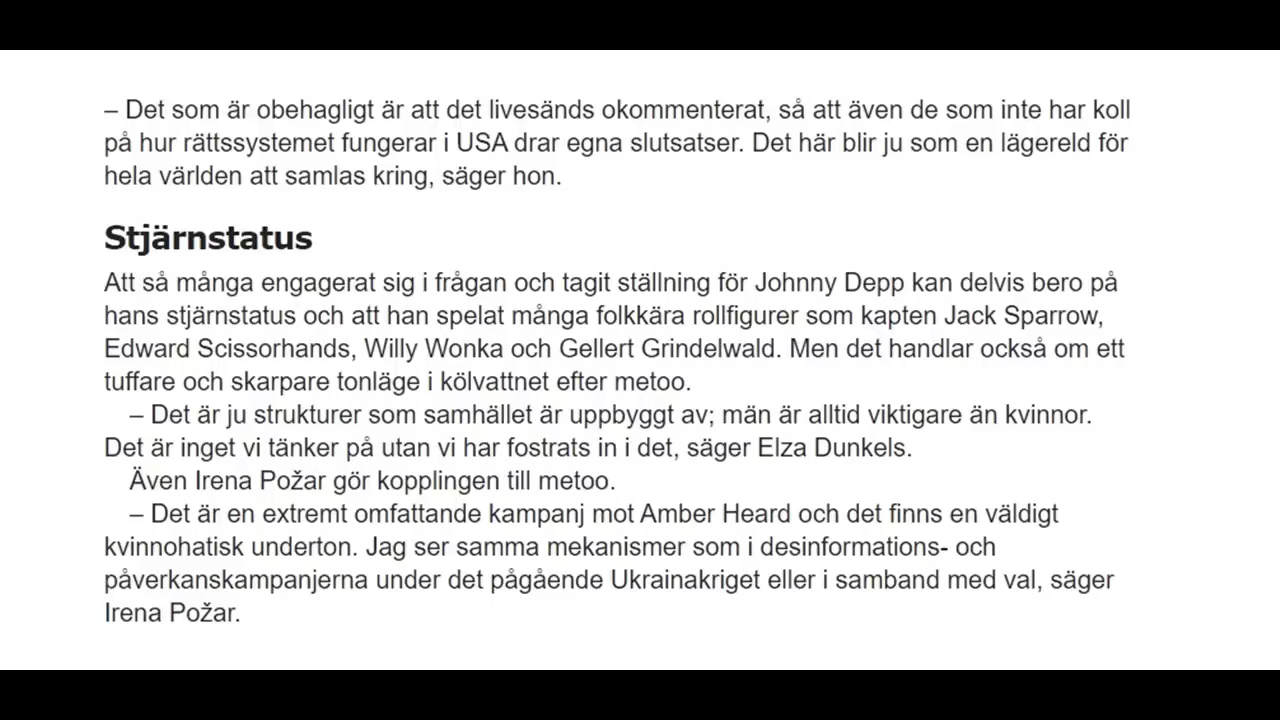 – Det som är obehagligt är att det livesänds okommenterat, så att även de som inte har koll
på hur rättssystemet fungerar i USA drar egna slutsatser. Det här blir ju som en lägereld för
hela världen att samlas kring, säger hon.
Stjärnstatus
Att så många engagerat sig i frågan och tagit ställning för Johnny Depp kan delvis bero på
hans stjärnstatus och att han spelat många folkkära rollfigurer som kapten Jack Sparrow,
Edward Scissorhands, Willy Wonka och Gellert Grindelwald. Men det handlar också om ett
tuffare och skarpare tonläge i kölvattnet efter metoo.
– Det är ju strukturer som samhället är uppbyggt av; män är alltid viktigare än kvinnor.
Det är inget vi tänker på utan vi har fostrats in i det, säger Elza Dunkels.
Även Irena Požar gör kopplingen till metoo.
– Det är en extremt omfattande kampanj mot Amber Heard och det finns en väldigt
kvinnohatisk underton. Jag ser samma mekanismer som i desinformations- och
påverkanskampanjerna under det pågående Ukrainakriget eller i samband med val, säger
Irena Požar.